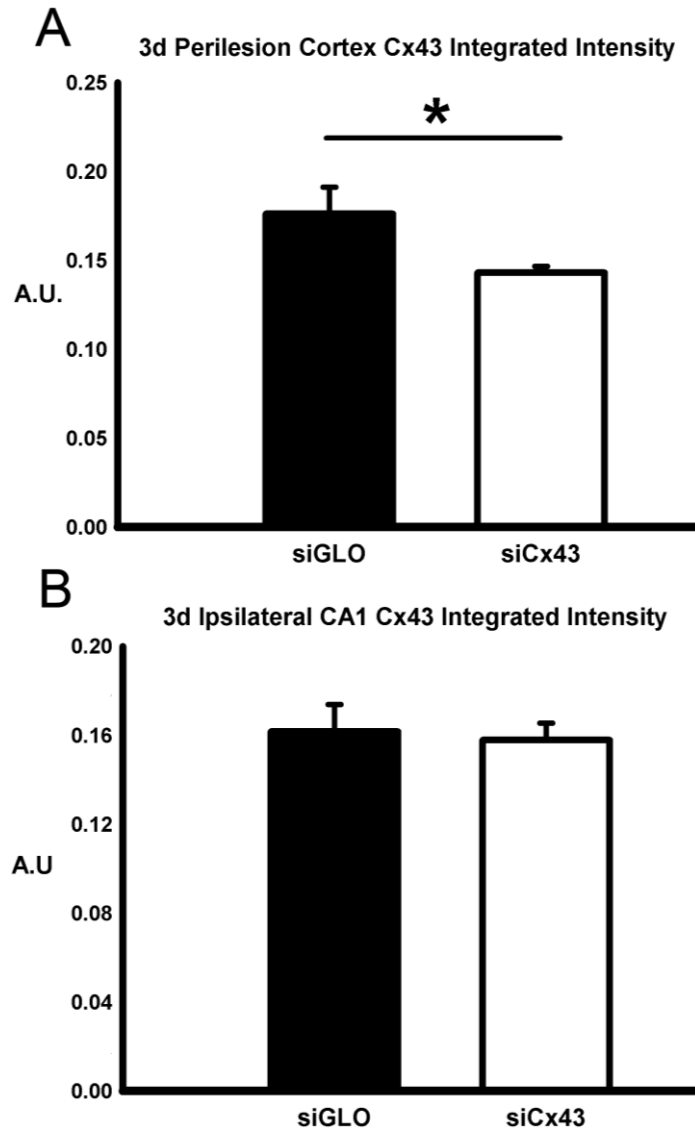 A
3d Perilesion Cortex Cx43 Integrated Intensity
0.25
*
0.20
0.15
A.U.
0.10
0.05
0.00
siGLO siCx43
B
3d Ipsilateral CA1 Cx43 Integrated Intensity
0.20
0.16
0.12
A.U
0.08
0.04
0.00
siGLO siCx43